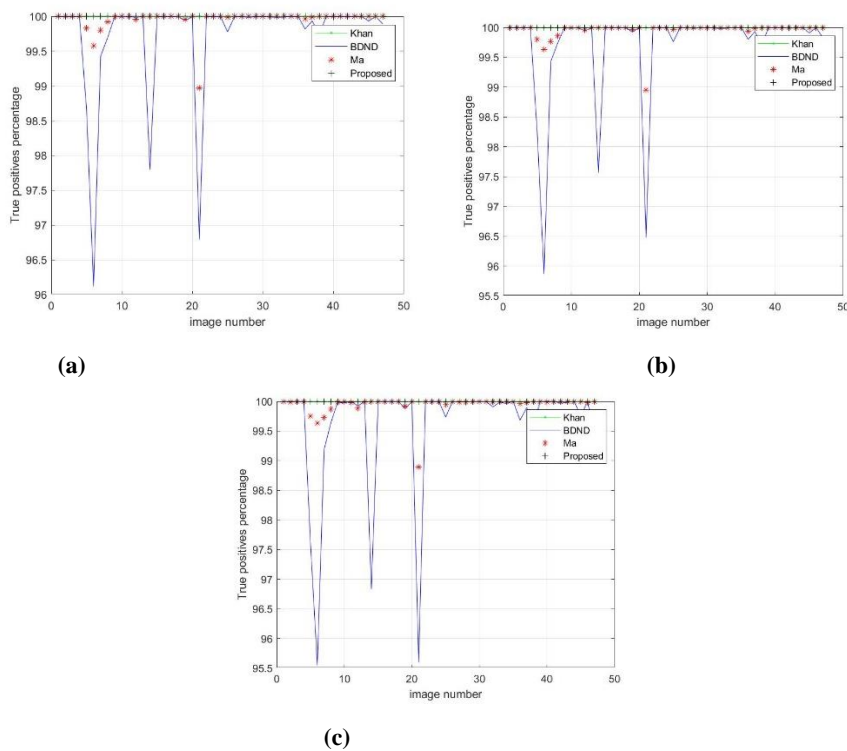 100
99.5
99
98.5
98
97.5
97
96.5
96
True positives percentage
Khan
BDND
Ma
Proposed
0 10 20 30 40 50
image number
(a)
100
99.5
99
98.5
98
97.5
97
96.5
96
95.5
True positives percentage
Khan
BDND
Ma
Proposed
0 10 20 30 40 50
image number
(b)
100
99.5
99
98.5
98
97.5
97
96.5
96
95.5
True positives percentage
Khan
BDND
Ma
Proposed
0 10 20 30 40 50
image number
(c)